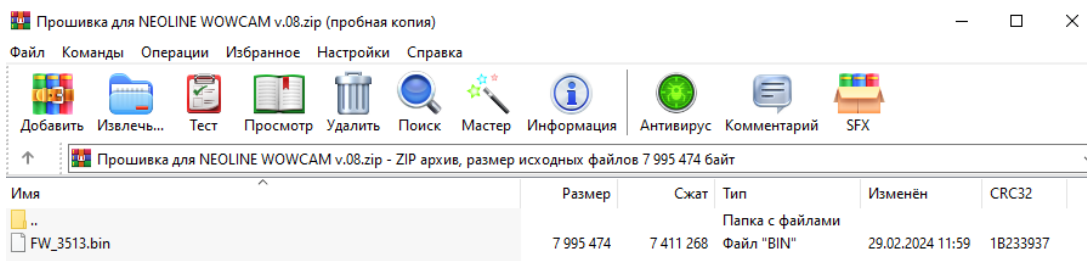 Прошивка для NEOLINE WOWCAM v.08.zip (пробная копия)
Файл Команды Операции Избранное Настройки Справка
Добавить Извлечь... Тест Просмотр Удалить Поиск Мастер Информация Антивирус Комментарий SFX
Прошивка для NEOLINE WOWCAM v.08.zip - ZIP архив, размер исходных файлов 7 995 474 байт
Имя Размер Сжат Тип Изменён CRC32
.. Папка с файлами
FW_3513.bin 7 995 474 7 411 268 Файл "BIN" 29.02.2024 11:59 1B233937